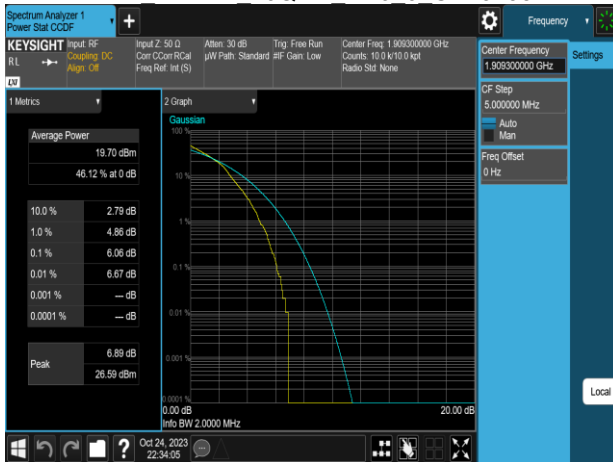 Spectrum Analyzer 1
Power Stat CCDF
+
Frequency
KEYSIGHT
RL
Input: RF
Coupling: DC
Align: Off
Input Z: 50 Ω
Corr CCorr RCal
Freq Ref: Int (S)
Atten: 30 dB
µW Path: Standard
Trig: Free Run
#IF Gain: Low
Center Freq: 1.909300000 GHz
Counts: 10.0 k/10.0 kpt
Radio Std: None
LXI
Center Frequency
1.909300000 GHz
Settings
CF Step
5.000000 MHz
Auto
Man
Freq Offset
0 Hz
Local
1 Metrics
Average Power
19.70 dBm
46.12 % at 0 dB
10.0 % 2.79 dB
1.0 % 4.86 dB
0.1 % 6.06 dB
0.01 % 6.67 dB
0.001 % --- dB
0.0001 % --- dB
Peak
6.89 dB
26.59 dBm
2 Graph
Gaussian
100 %
10 %
1 %
0.1 %
0.01 %
0.001 %
0.0001 %
0.00 dB
20.00 dB
Info BW 2.0000 MHz
?
Oct 24, 2023
22:34:05